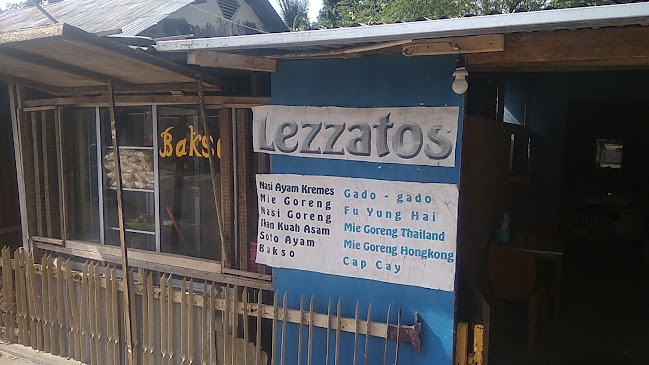 Lezzatos
Bakso
Nasi Ayam Kremes
Mie Goreng
Nasi Goreng
Ikan Kuah Asam
Soto Ayam
Bakso
Gado - gado
Fu Yung Hai
Mie Goreng Thailand
Mie Goreng Hongkong
Cap Cay